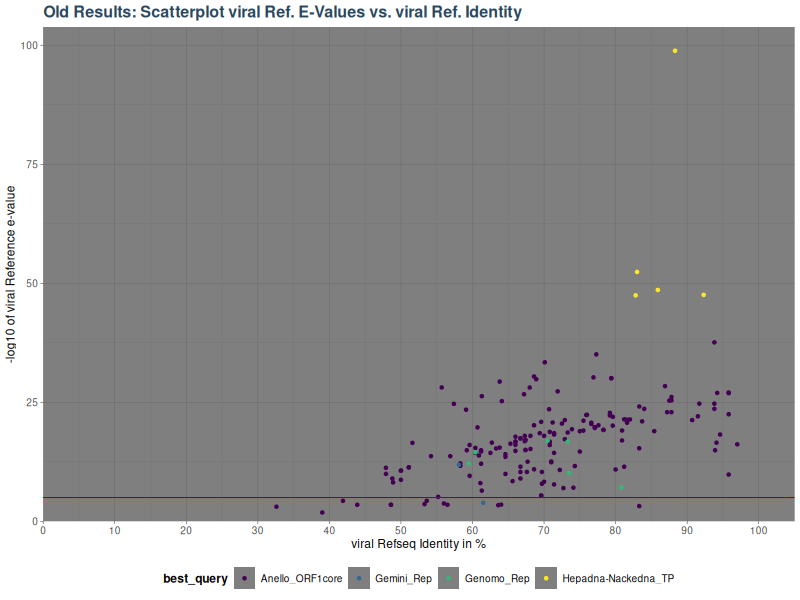 Old Results: Scatterplot viral Ref. E-Values vs. viral Ref. Identity
-log10 of viral Reference e-value
100
75
50
25
0
0 10 20 30 40 50 60 70 80 90 100
viral Refseq Identity in %
best_query Anello_ORF1core Gemini_Rep Genomo_Rep Hepadna-Nackedna_TP